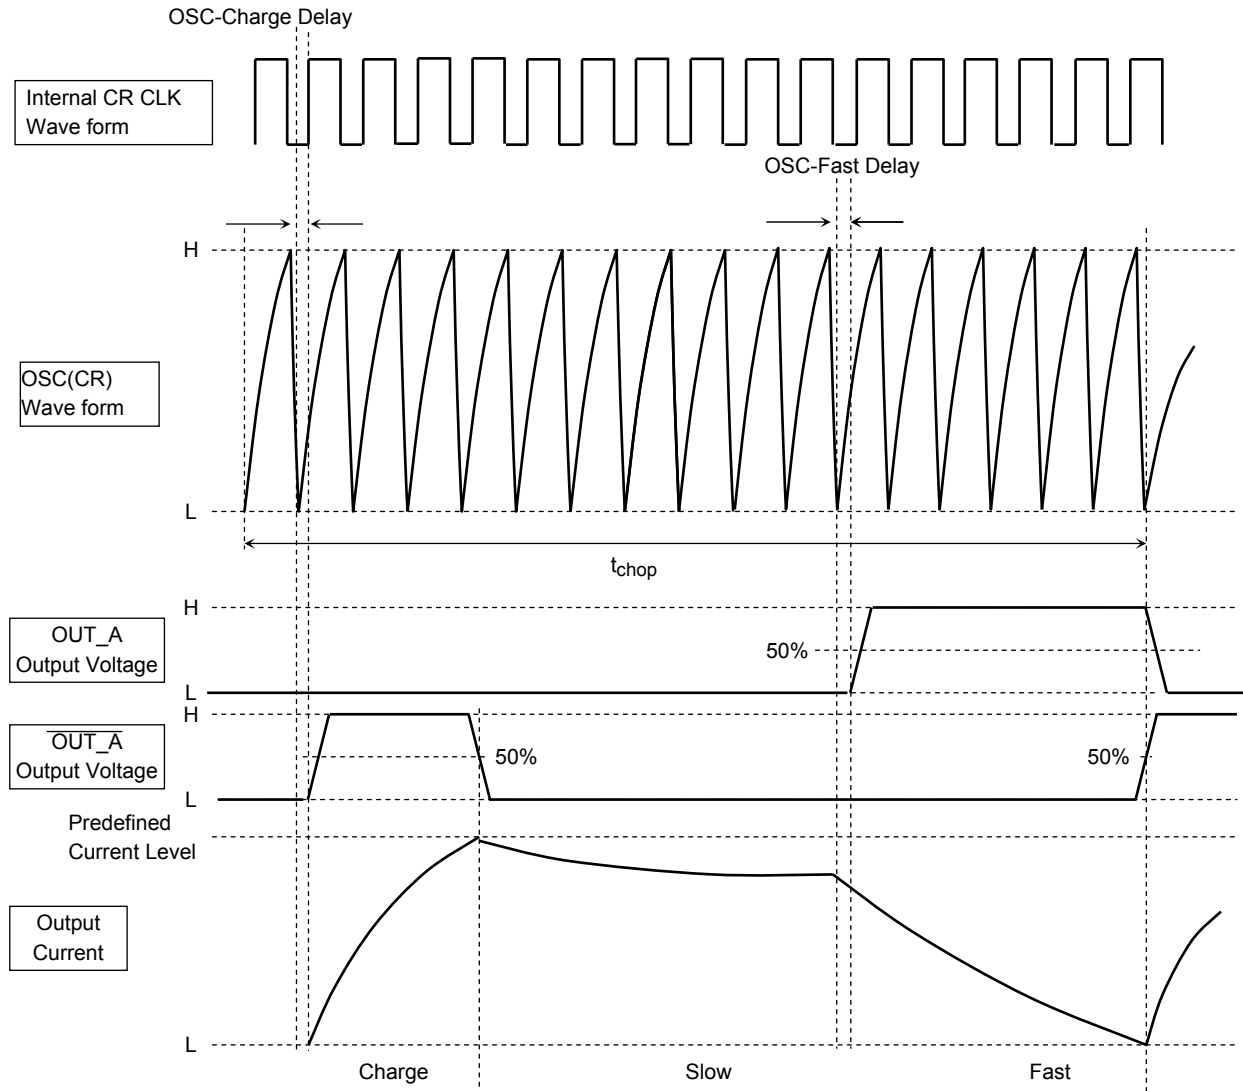 OSC-Charge Delay
Internal CR CLK
Wave form
OSC-Fast Delay
H
OSC(CR)
Wave form
L
tchop
H
OUT_A
Output Voltage
50%
L
H
OUT_A
Output Voltage
50%
50%
L
Predefined
Current Level
Output
Current
L
Charge
Slow
Fast